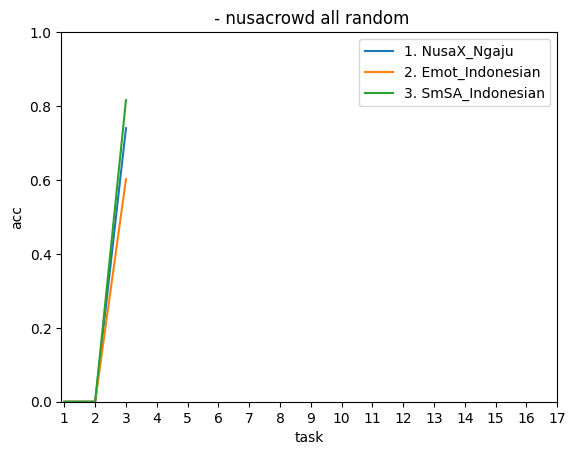 - nusacrowd all random
1. NusaX_Ngaju
2. Emot_Indonesian
3. SmSA_Indonesian
acc
1.0
0.8
0.6
0.4
0.2
0.0
1 2 3 4 5 6 7 8 9 10 11 12 13 14 15 16 17
task